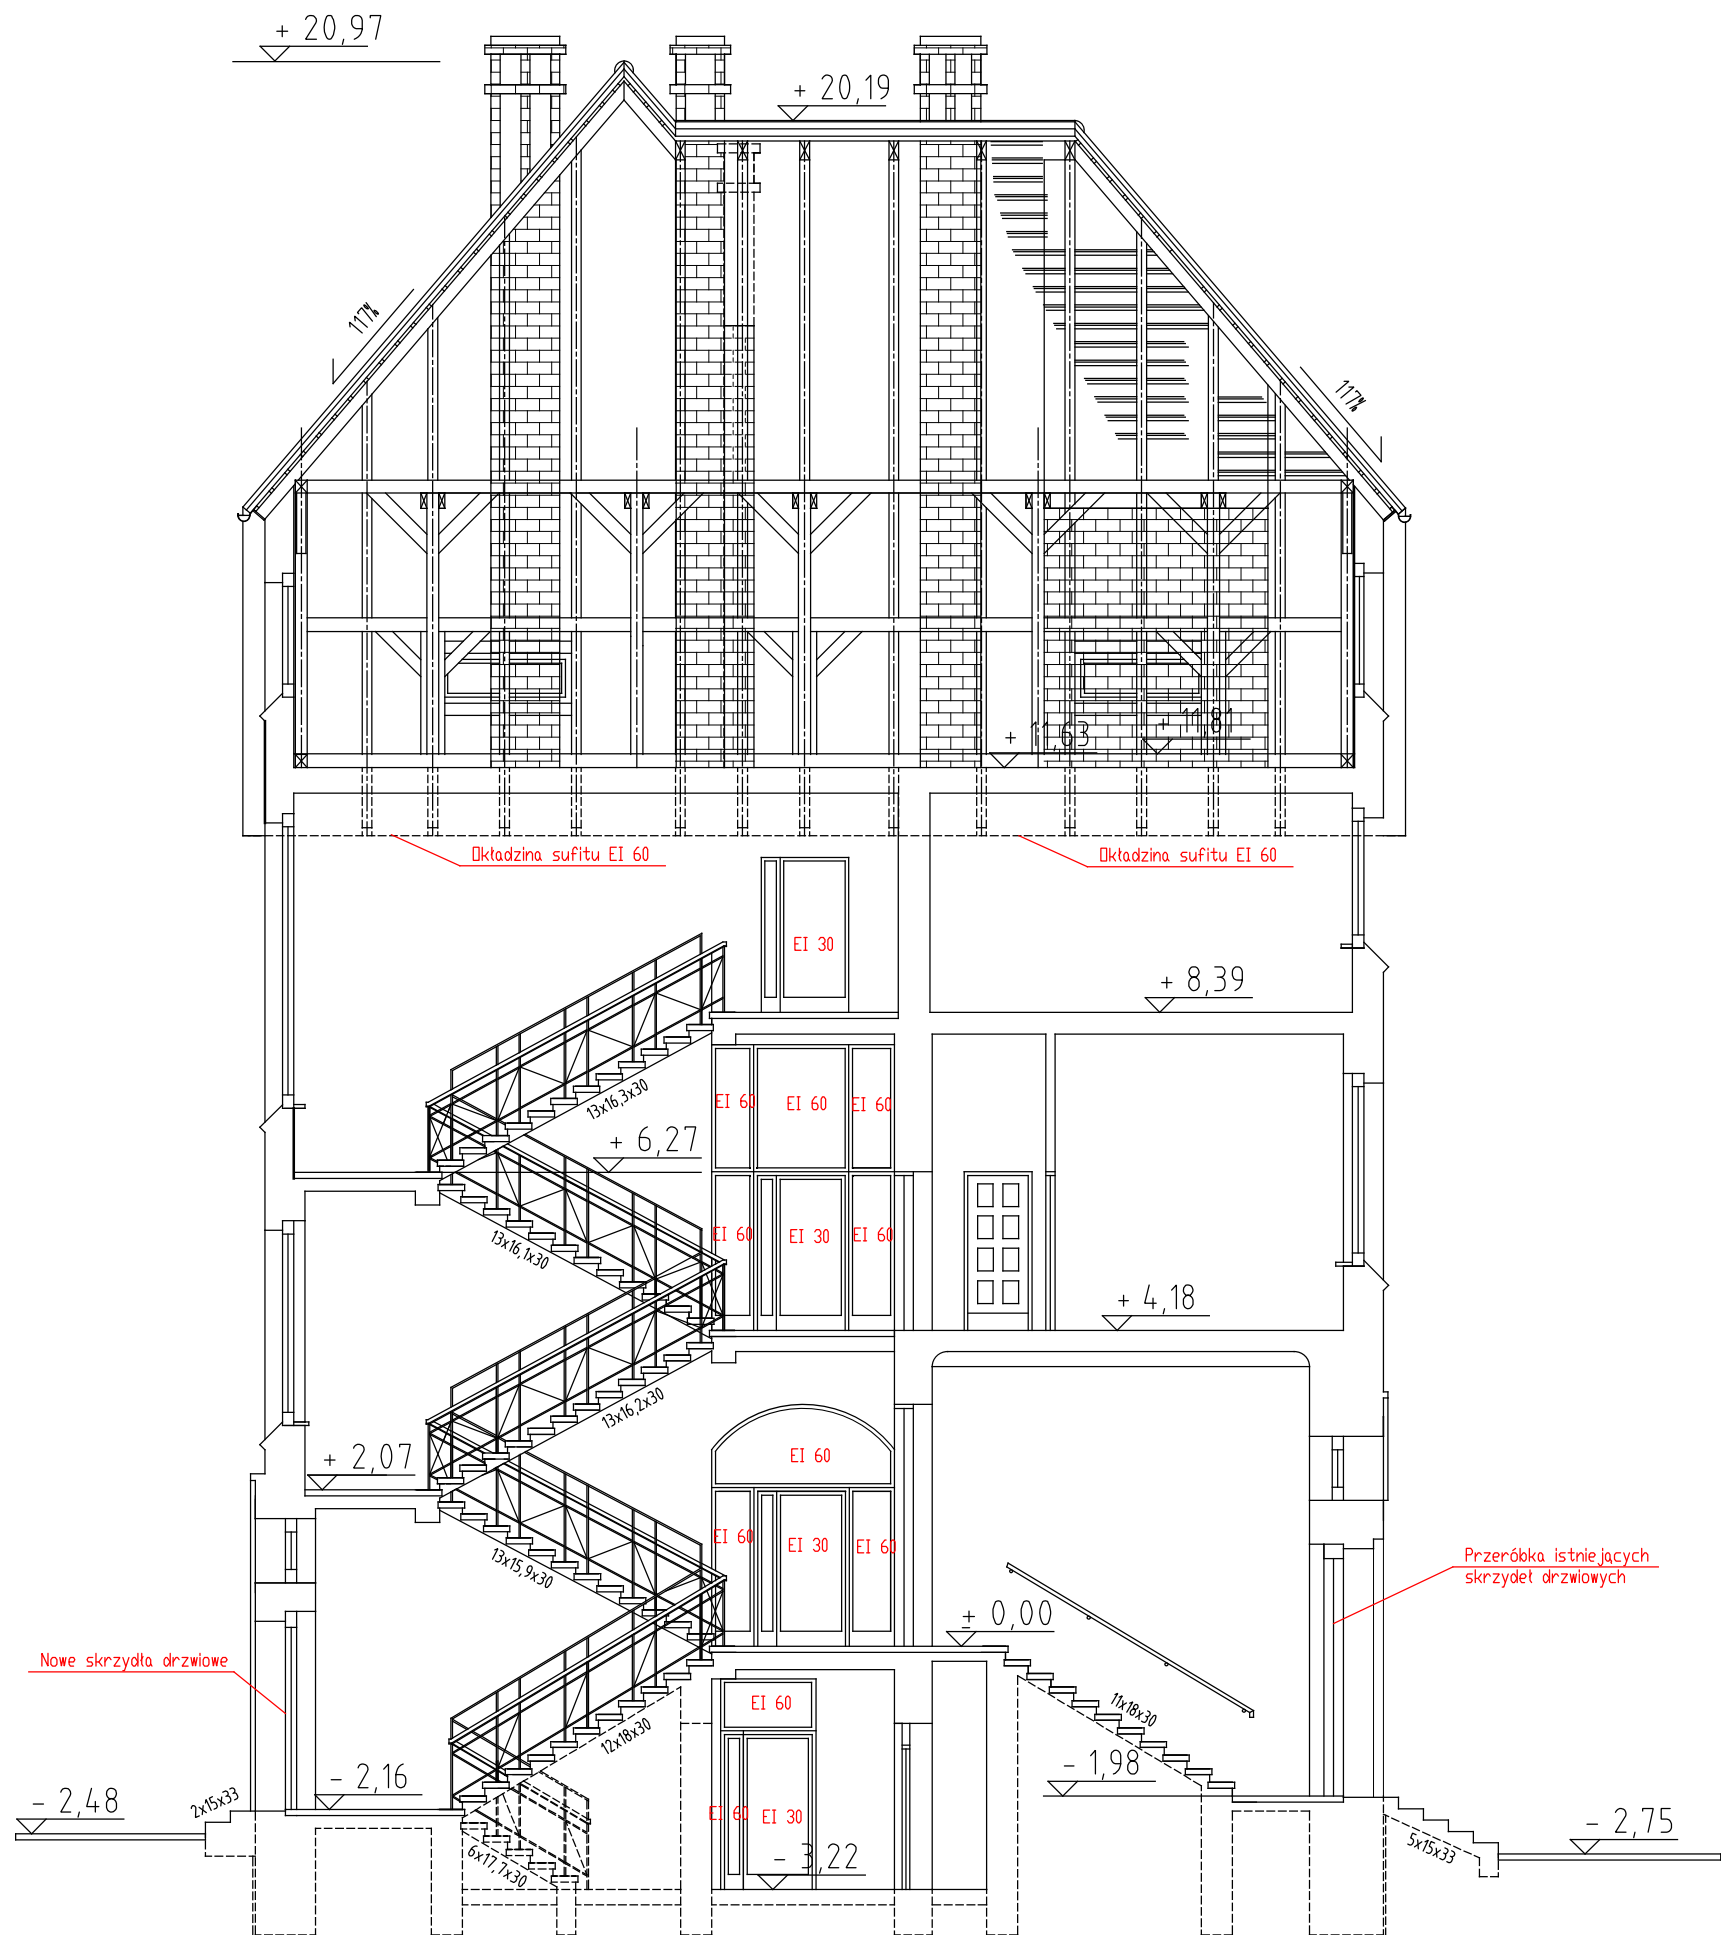 + 20,97
+ 20,19
117%
117%
+ 11,63
+ 11,81
Okładzina sufitu EI 60
Okładzina sufitu EI 60
EI 30
+ 8,39
13x16,3x30
EI 60
EI 60
EI 60
+ 6,27
13x16,1x30
EI 60
EI 30
EI 60
+ 4,18
13x16,2x30
EI 60
+ 2,07
13x15,9x30
EI 60
EI 30
EI 60
Przeróbka istniejących
skrzydeł drzwiowych
± 0,00
Nowe skrzydła drzwiowe
EI 60
12x18x30
11x18x30
- 2,16
- 1,98
- 2,48
2x15x33
EI 60
EI 30
- 2,75
5x15x33
6x17,7x30
- 3,22